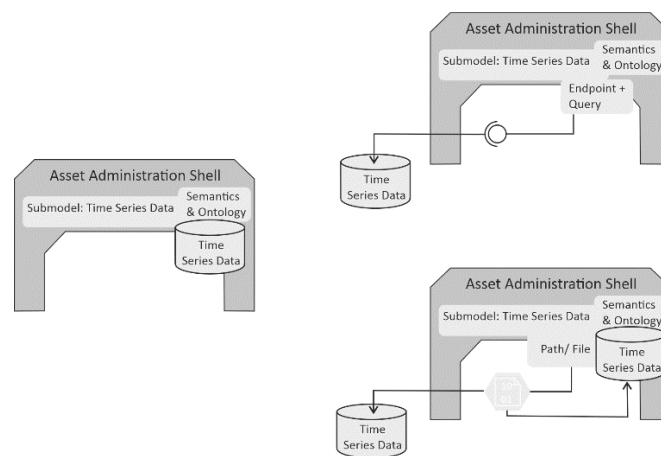 Asset Administration Shell
Submodel: Time Series Data
Semantics
& Ontology
Time
Series Data
Asset Administration Shell
Submodel: Time Series Data
Semantics
& Ontology
Endpoint +
Query
Time
Series Data
Asset Administration Shell
Submodel: Time Series Data
Semantics
& Ontology
Path/ File
Time
Series Data
10
01
Time
Series Data